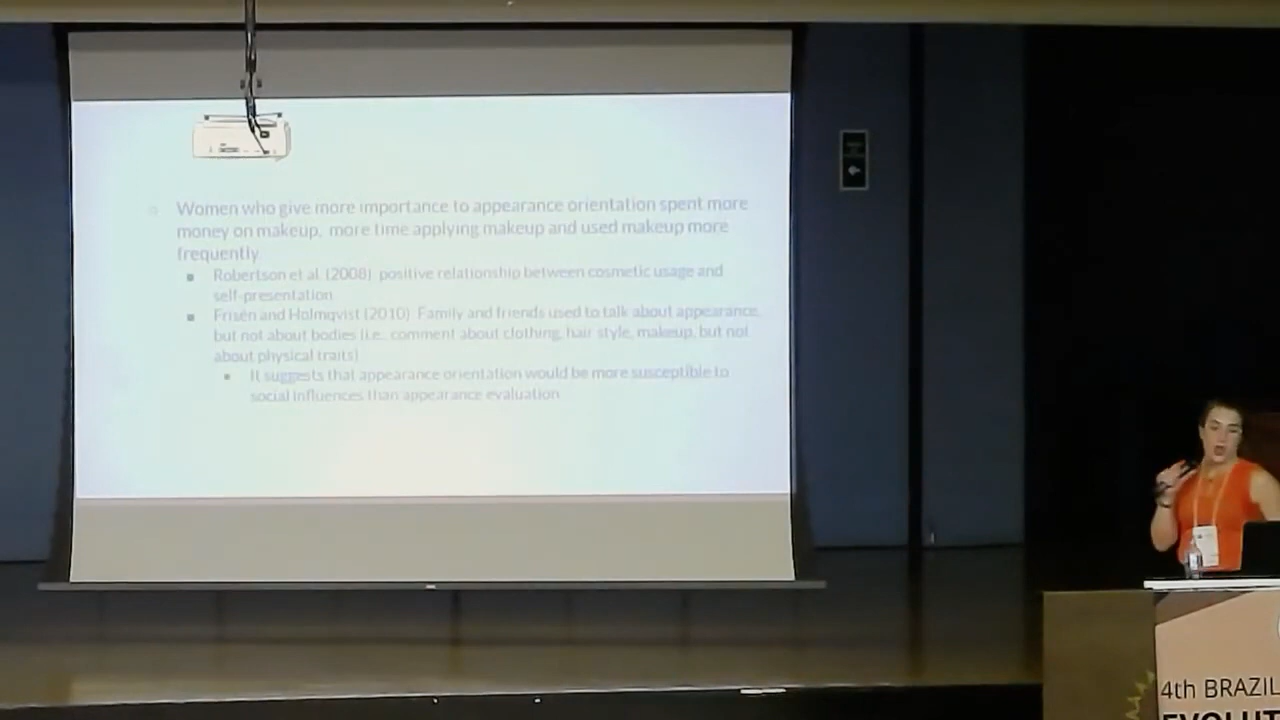 Women who give more importance to appearance orientation spent more
money on makeup, more time applying makeup and used makeup more
frequently.
Robertson et al. (2008): positive relationship between cosmetic usage and
self-presentation.
Frisén and Holmqvist (2010): Family and friends used to talk about appearance,
but not about bodies (i.e., comment about clothing, hair style, makeup, but not
about physical traits)
It suggests that appearance orientation would be more susceptible to
social influences than appearance evaluation.
4th BRAZIL
EVOLUT